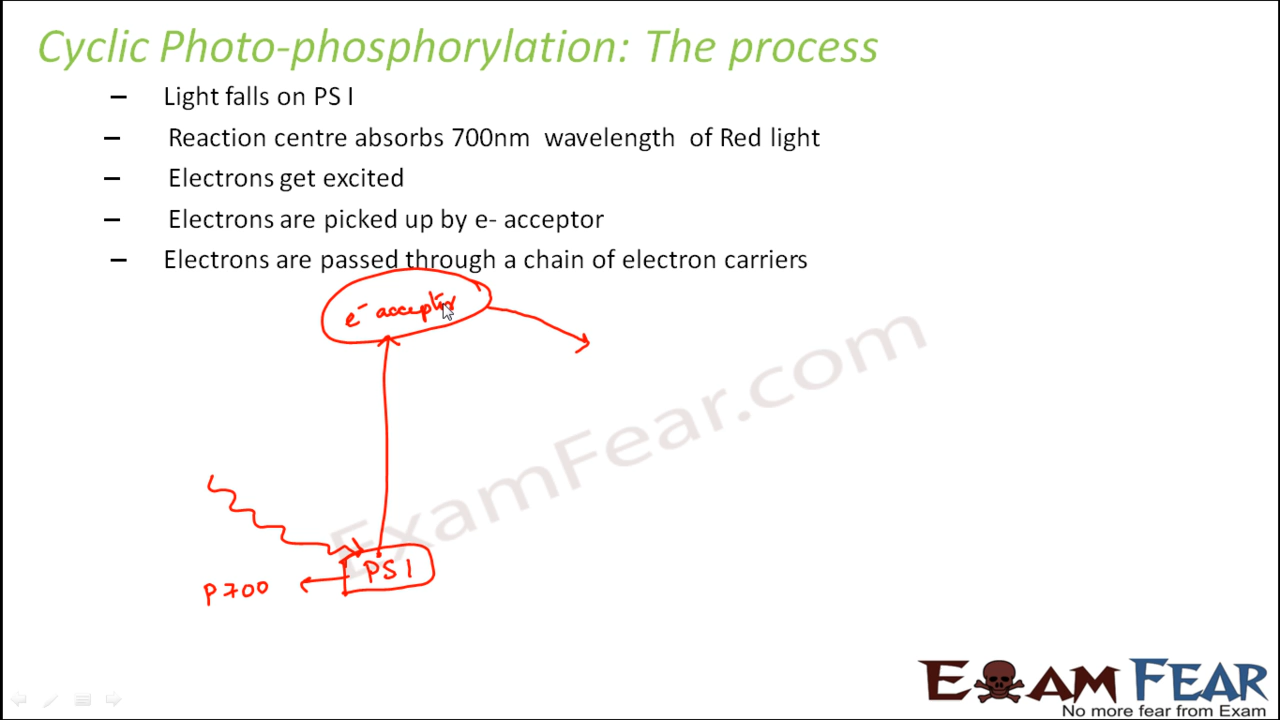 Cyclic Photo-phosphorylation: The process
– Light falls on PS I
– Reaction centre absorbs 700nm wavelength of Red light
– Electrons get excited
– Electrons are picked up by e- acceptor
– Electrons are passed through a chain of electron carriers
e⁻ acceptor
ExamFear.com
PS I
P700
EXAM FEAR
No more fear from Exam